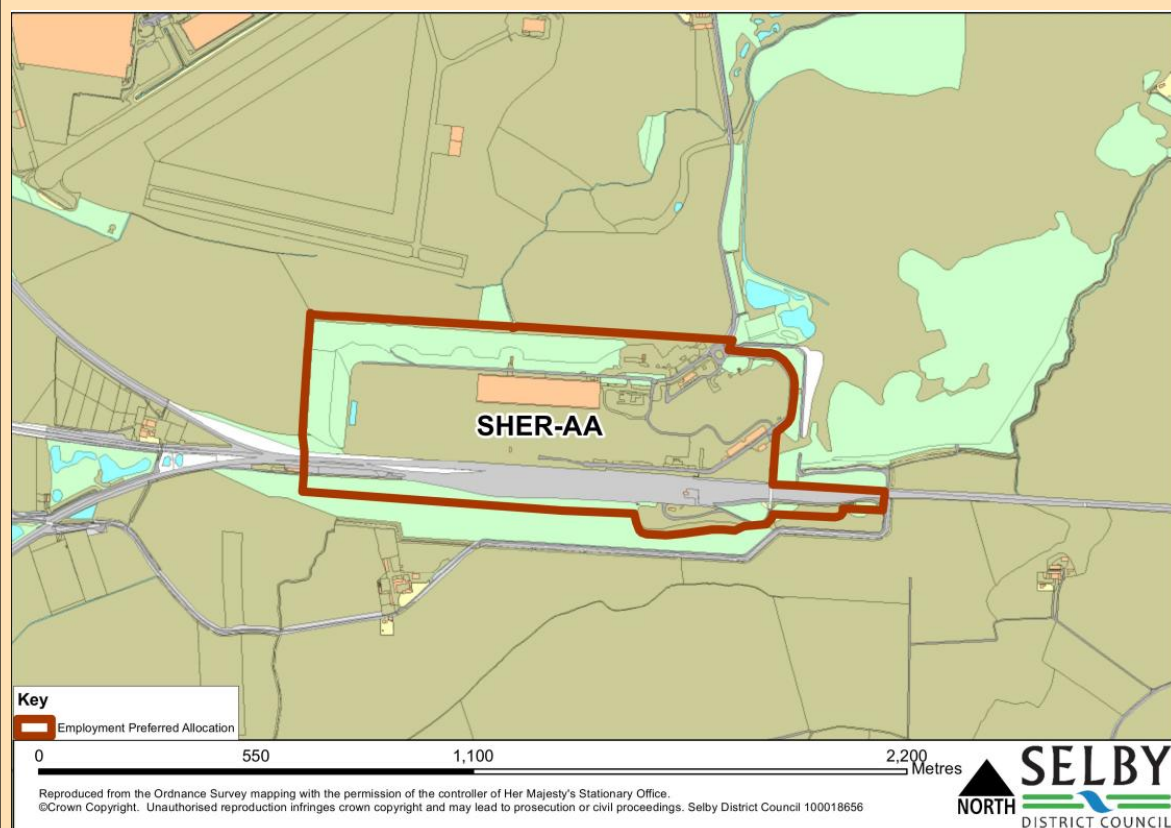 SHER-AA
Key
Employment Preferred Allocation
0 550 1,100 2,200
Metres
Reproduced from the Ordnance Survey mapping with the permission of the controller of Her Majesty's Stationary Office.
©Crown Copyright. Unauthorised reproduction infringes crown copyright and may lead to prosecution or civil proceedings. Selby District Council 100018656
NORTH
SELBY
DISTRICT COUNCIL